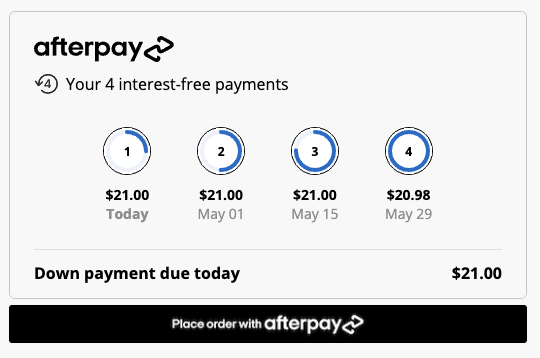 afterpay
4 Your 4 interest-free payments
1 2 3 4
$21.00 $21.00 $21.00 $20.98
Today May 01 May 15 May 29
Down payment due today $21.00
Place order with afterpay